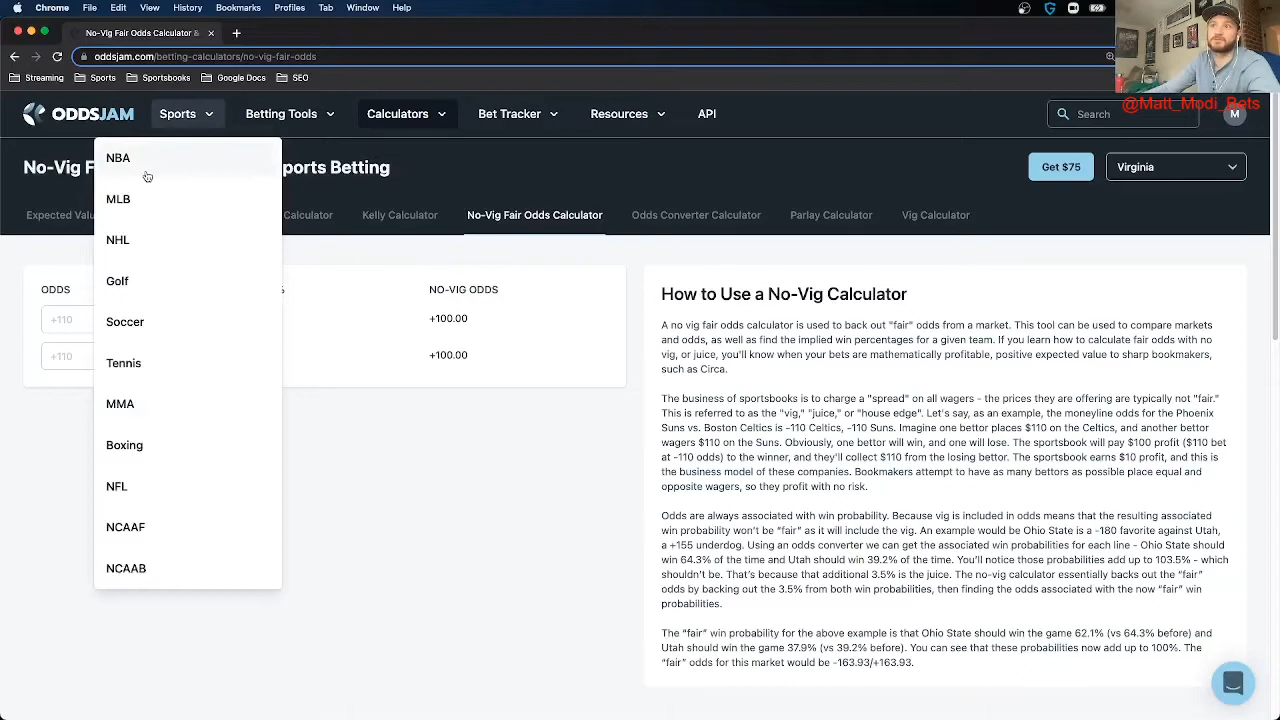 Chrome File Edit View History Bookmarks Profiles Tab Window Help
No-Vig Fair Odds Calculator &
oddsjam.com/betting-calculators/no-vig-fair-odds
Streaming Sports Sportsbooks Google Docs SEO
@Matt_Modi_Bets
ODDSJAM Sports Betting Tools Calculators Bet Tracker Resources API Search M
No-Vig F ports Betting Get $75 Virginia
Expected Valu Calculator Kelly Calculator No-Vig Fair Odds Calculator Odds Converter Calculator Parlay Calculator Vig Calculator
NBA
MLB
NHL
Golf
Soccer
Tennis
MMA
Boxing
NFL
NCAAF
NCAAB
ODDS NO-VIG ODDS
+110 +100.00
+110 +100.00
How to Use a No-Vig Calculator
A no vig fair odds calculator is used to back out "fair" odds from a market. This tool can be used to compare markets
and odds, as well as find the implied win percentages for a given team. If you learn how to calculate fair odds with no
vig, or juice, you'll know when your bets are mathematically profitable, positive expected value to sharp bookmakers,
such as Circa.
The business of sportsbooks is to charge a "spread" on all wagers - the prices they are offering are typically not "fair."
This is referred to as the "vig," "juice," or "house edge". Let's say, as an example, the moneyline odds for the Phoenix
Suns vs. Boston Celtics is -110 Celtics, -110 Suns. Imagine one bettor places $110 on the Celtics, and another bettor
wagers $110 on the Suns. Obviously, one bettor will win, and one will lose. The sportsbook will pay $100 profit ($110 bet
at -110 odds) to the winner, and they'll collect $110 from the losing bettor. The sportsbook earns $10 profit, and this is
the business model of these companies. Bookmakers attempt to have as many bettors as possible place equal and
opposite wagers, so they profit with no risk.
Odds are always associated with win probability. Because vig is included in odds means that the resulting associated
win probability won't be “fair” as it will include the vig. An example would be Ohio State is a -180 favorite against Utah,
a +155 underdog. Using an odds converter we can get the associated win probabilities for each line - Ohio State should
win 64.3% of the time and Utah should win 39.2% of the time. You'll notice those probabilities add up to 103.5% - which
shouldn't be. That's because that additional 3.5% is the juice. The no-vig calculator essentially backs out the “fair”
odds by backing out the 3.5% from both win probabilities, then finding the odds associated with the now “fair” win
probabilities.
The “fair” win probability for the above example is that Ohio State should win the game 62.1% (vs 64.3% before) and
Utah should win the game 37.9% (vs 39.2% before). You can see that these probabilities now add up to 100%. The
“fair” odds for this market would be -163.93/+163.93.